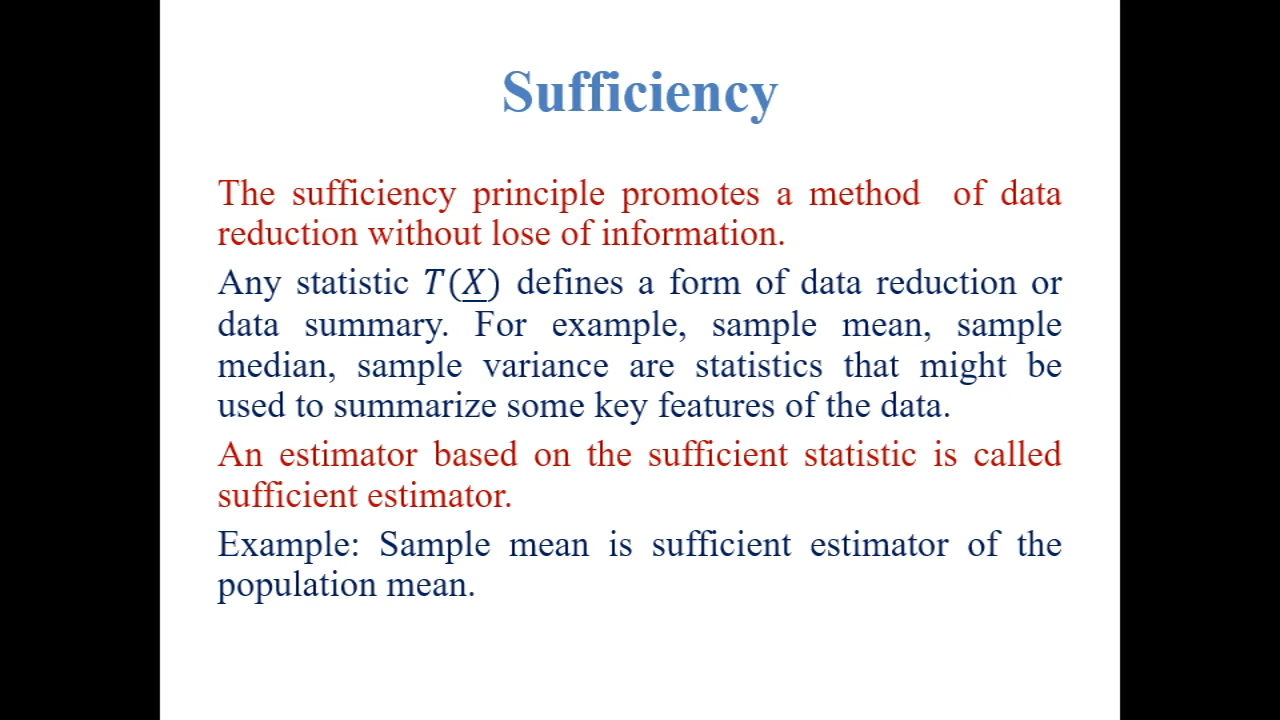 Sufficiency
The sufficiency principle promotes a method of data
reduction without lose of information.
Any statistic T(X) defines a form of data reduction or
data summary. For example, sample mean, sample
median, sample variance are statistics that might be
used to summarize some key features of the data.
An estimator based on the sufficient statistic is called
sufficient estimator.
Example: Sample mean is sufficient estimator of the
population mean.